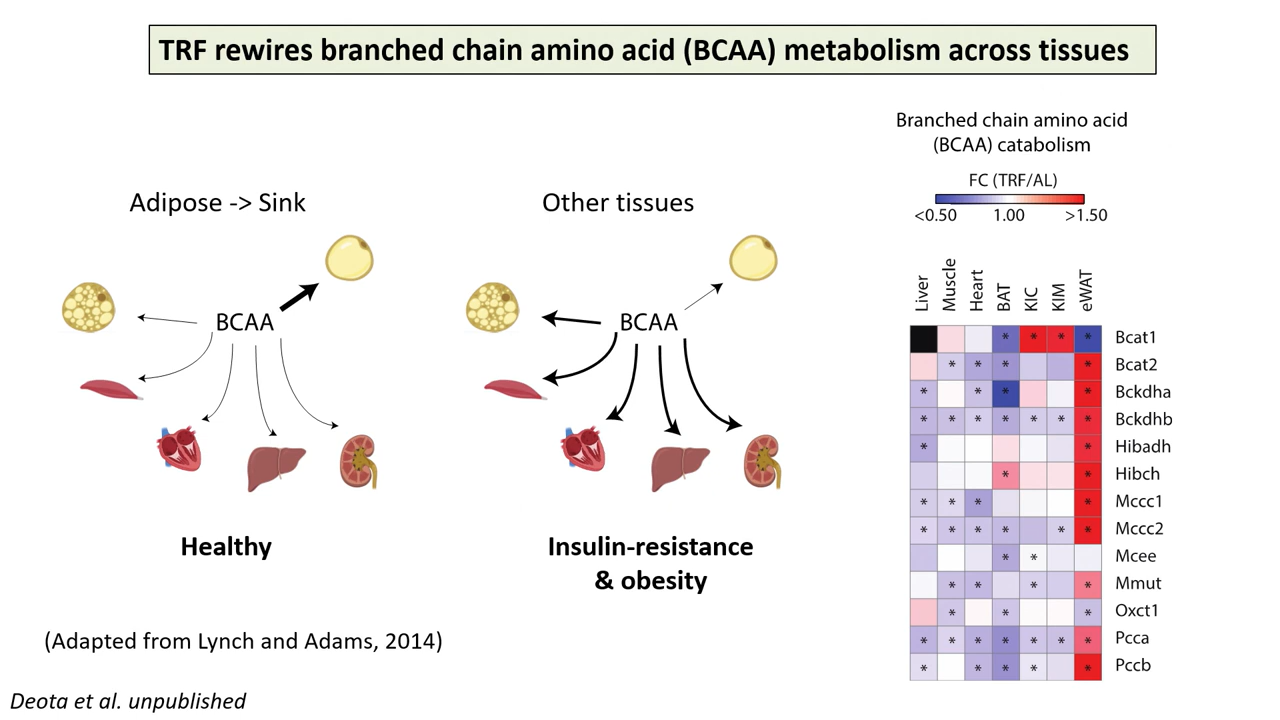 TRF rewires branched chain amino acid (BCAA) metabolism across tissues
Adipose -> Sink
BCAA
Healthy
Other tissues
BCAA
Insulin-resistance
& obesity
(Adapted from Lynch and Adams, 2014)
Deota et al. unpublished
Branched chain amino acid
(BCAA) catabolism
FC (TRF/AL)
<0.50 1.00 >1.50
Liver Muscle Heart BAT KIC KIM eWAT
* * * * Bcat1
* * * * Bcat2
* * * * Bckdha
* * * * * * * Bckdhb
* * Hibadh
* * Hibch
* * * * Mccc1
* * * * * * Mccc2
* * Mcee
* * * * Mmut
* * * Oxct1
* * * * * * * Pcca
* * * * * Pccb